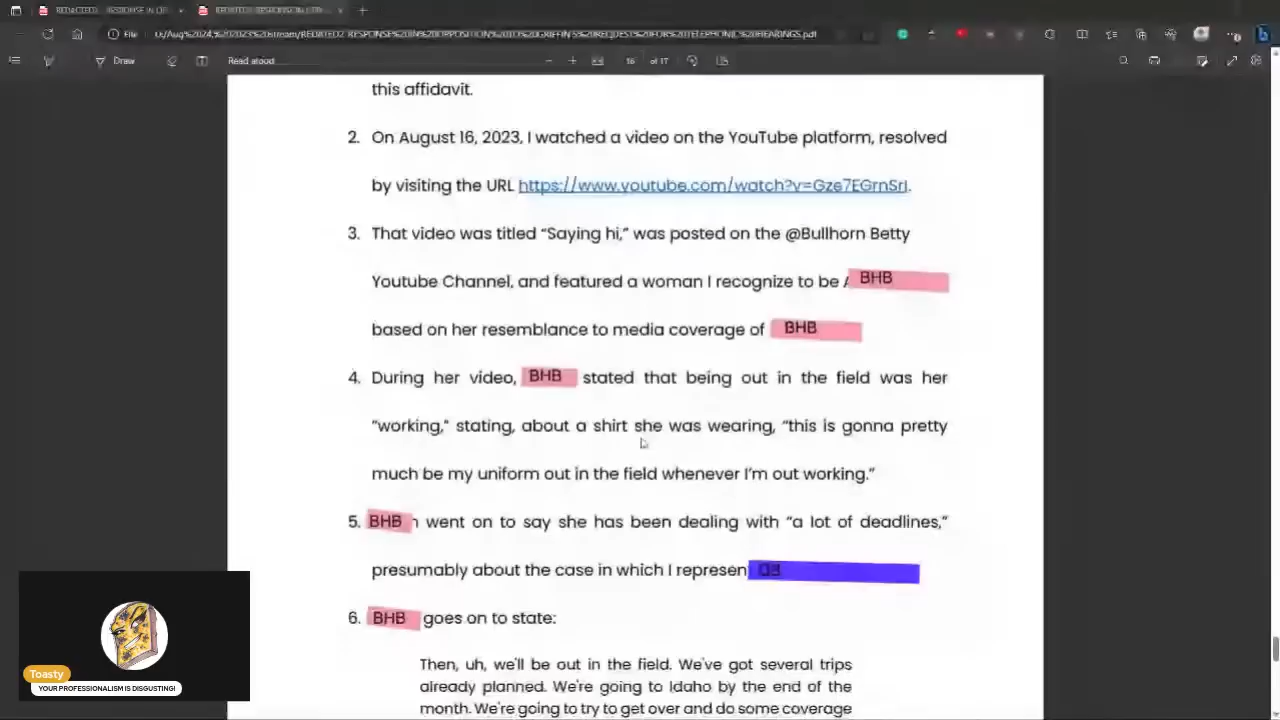 Draw
Read aloud
16 of 17
this affidavit.
2. On August 16, 2023, I watched a video on the YouTube platform, resolved
by visiting the URL https://www.youtube.com/watch?v=Gze7EGrnSrI.
3. That video was titled “Saying hi,” was posted on the @Bullhorn Betty
Youtube Channel, and featured a woman I recognize to be BHB
based on her resemblance to media coverage of BHB
4. During her video, BHB stated that being out in the field was her
“working,” stating, about a shirt she was wearing, “this is gonna pretty
much be my uniform out in the field whenever I’m out working.”
5. BHB went on to say she has been dealing with “a lot of deadlines,”
presumably about the case in which I represen
6. BHB goes on to state:
Then, uh, we'll be out in the field. We've got several trips
already planned. We're going to Idaho by the end of the
month. We're going to try to get over and do some coverage
Toasty
YOUR PROFESSIONALISM IS DISGUSTING!